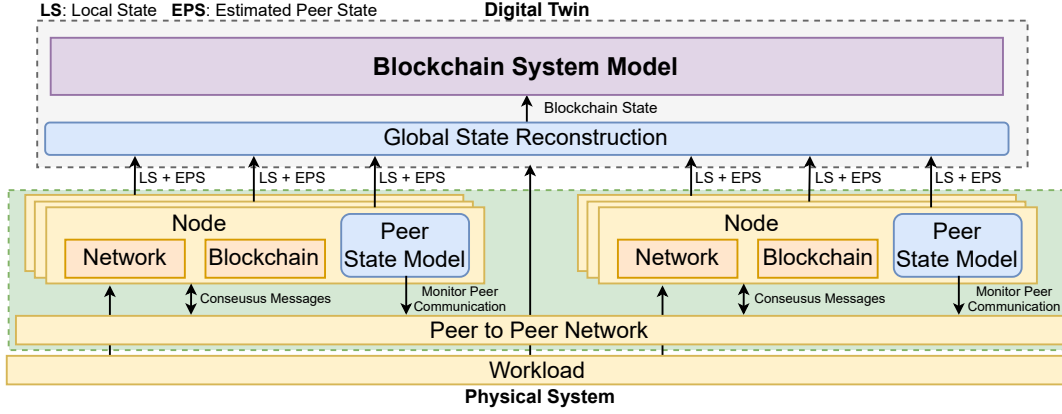 LS: Local State EPS: Estimated Peer State
Digital Twin
Blockchain System Model
Blockchain State
Global State Reconstruction
LS + EPS
LS + EPS
LS + EPS
LS + EPS
LS + EPS
LS + EPS
Node
Network
Blockchain
Peer
State Model
Node
Network
Blockchain
Peer
State Model
Conseusus Messages
Monitor Peer
Communication
Conseusus Messages
Monitor Peer
Communication
Peer to Peer Network
Workload
Physical System